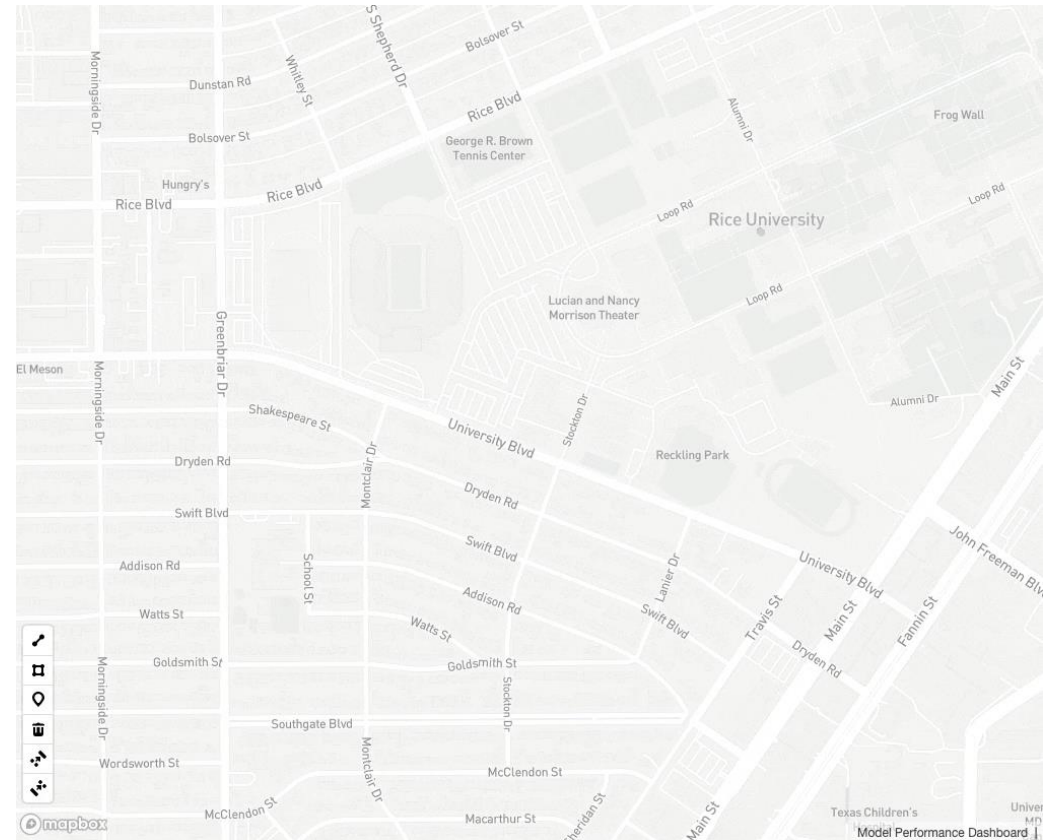 S Shepherd Dr
Bolsover St
Morningside Dr
Whitley St
Dunstan Rd
Rice Blvd
Alumni Dr
Frog Wall
Bolsover St
George R. Brown
Tennis Center
Hungry's
Rice Blvd
Rice Blvd
Loop Rd
Loop Rd
Rice University
Loop Rd
Lucian and Nancy
Morrison Theater
Greenbriar Dr
El Meson
Morningside Dr
Main St
Alumni Dr
Shakespeare St
University Blvd
Stockton Dr
Reckling Park
Dryden Rd
Montclair Dr
Dryden Rd
Swift Blvd
Swift Blvd
John Freeman Blv
University Blvd
Addison Rd
School St
Lanier Dr
Addison Rd
Travis St
Main St
Fannin St
Watts St
Watts St
Swift Blvd
Dryden Rd
Goldsmith St
Goldsmith St
Morningside Dr
Stockton Dr
Southgate Blvd
Montclair Dr
Wordsworth St
McClendon St
McClendon St
Macarthur St
heridan St
Main St
Texas Children's
Univer
mapbox
Model Performance Dashboard |